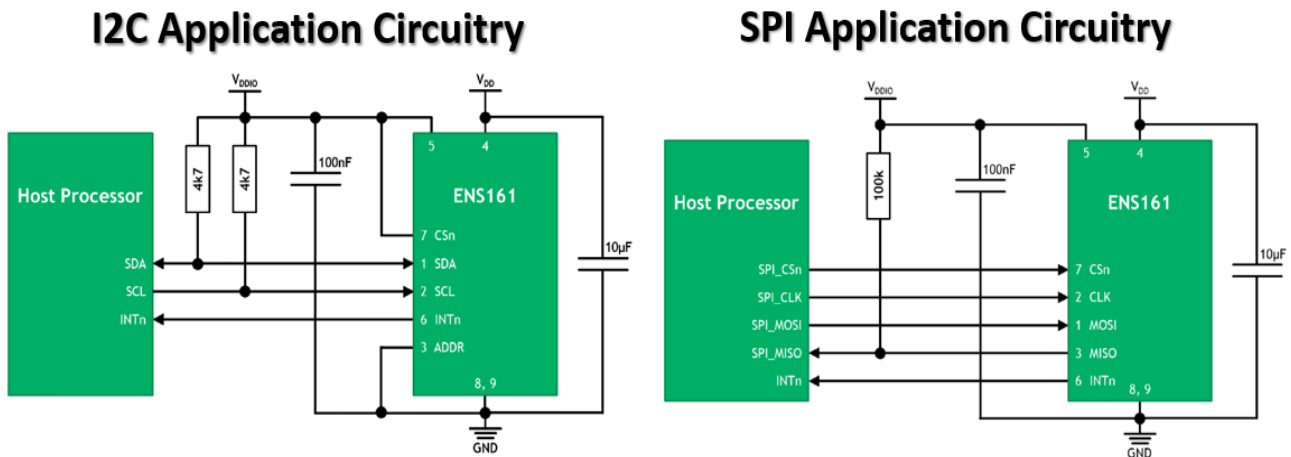 I2C Application Circuitry
SPI Application Circuitry
VDDIO
VDD
4k7
4k7
100nF
5
4
Host Processor
ENS161
7 CSn
10µF
SDA
1 SDA
SCL
2 SCL
INTn
6 INTn
3 ADDR
8, 9
GND
VDDIO
VDD
100k
100nF
5
4
Host Processor
ENS161
10µF
SPI_CSn
7 CSn
SPI_CLK
2 CLK
SPI_MOSI
1 MOSI
SPI_MISO
3 MISO
INTn
6 INTn
8, 9
GND